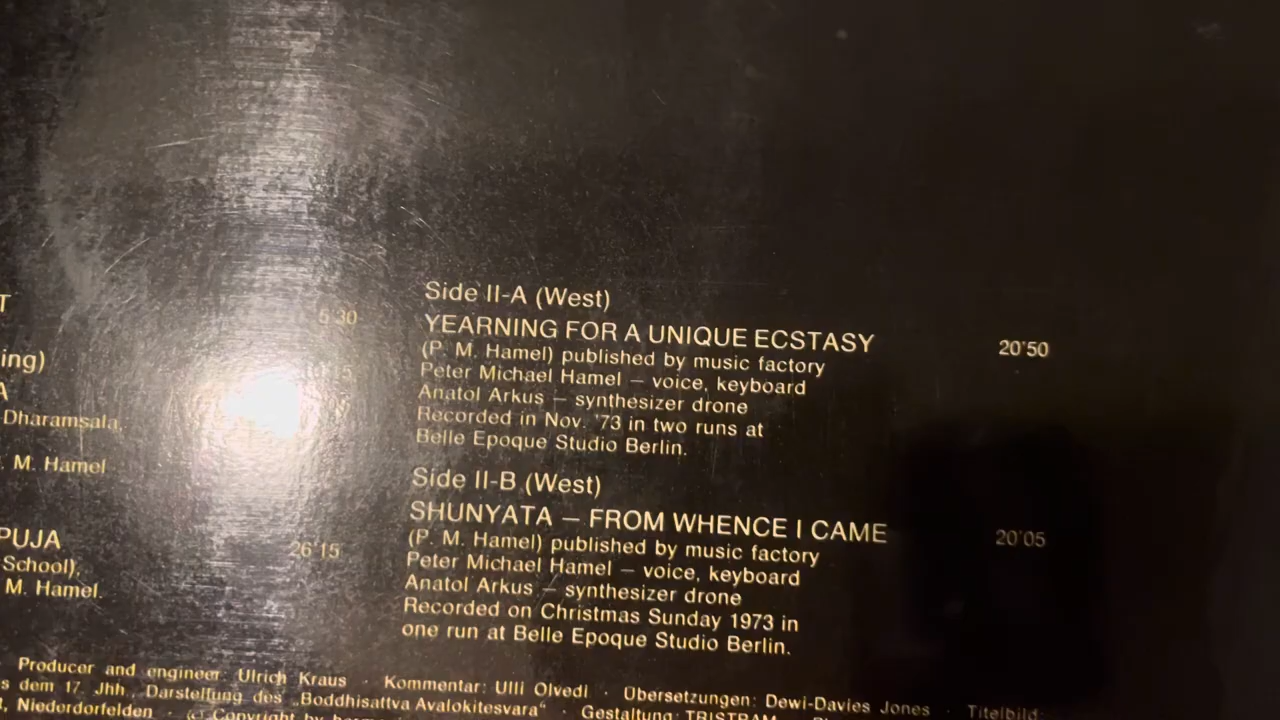 T
5'30
ing)
A
10'15
Dharamsala,
. M. Hamel
PUJA
26'15
School),
M. Hamel.
Side II-A (West)
YEARNING FOR A UNIQUE ECSTASY 20'50
(P. M. Hamel) published by music factory
Peter Michael Hamel – voice, keyboard
Anatol Arkus – synthesizer drone
Recorded in Nov. '73 in two runs at
Belle Epoque Studio Berlin.
Side II-B (West)
SHUNYATA – FROM WHENCE I CAME 20'05
(P. M. Hamel) published by music factory
Peter Michael Hamel – voice, keyboard
Anatol Arkus – synthesizer drone
Recorded on Christmas Sunday 1973 in
one run at Belle Epoque Studio Berlin.
Producer and engineer: Ulrich Kraus · Kommentar: Ulli Olvedi · Übersetzungen: Dewi-Davies Jones · Titelbild:
s dem 17. Jhh., Darstellung des „Boddhisattva Avalokitesvara“ · Gestaltung: TRISTRAM
, Niederdorfelden · (c) Copyright by